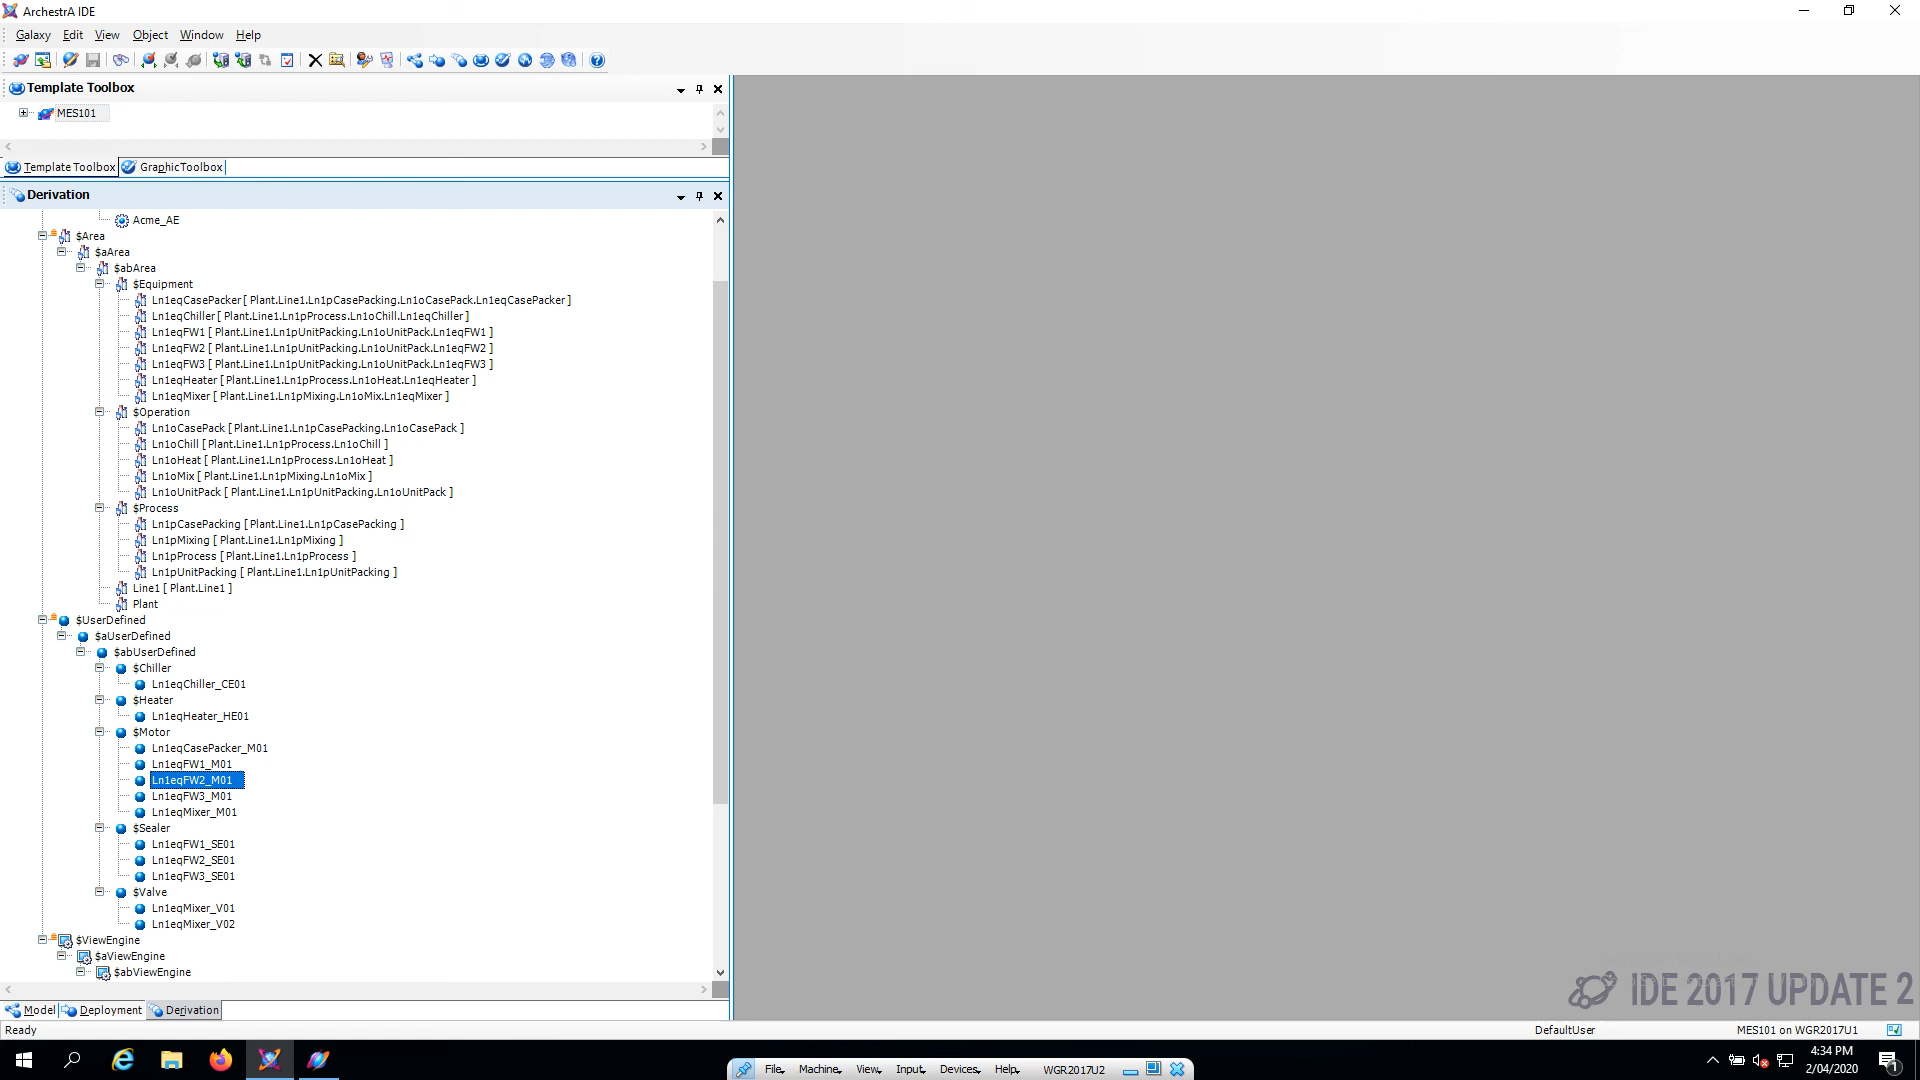 ArchestrA IDE
Galaxy Edit View Object Window Help
Template Toolbox
MES101
Template Toolbox GraphicToolbox
Derivation
Acme_AE
$Area
$aArea
$abArea
$Equipment
Ln1eqCasePacker [ Plant.Line1.Ln1pCasePacking.Ln1oCasePack.Ln1eqCasePacker ]
Ln1eqChiller [ Plant.Line1.Ln1pProcess.Ln1oChill.Ln1eqChiller ]
Ln1eqFW1 [ Plant.Line1.Ln1pUnitPacking.Ln1oUnitPack.Ln1eqFW1 ]
Ln1eqFW2 [ Plant.Line1.Ln1pUnitPacking.Ln1oUnitPack.Ln1eqFW2 ]
Ln1eqFW3 [ Plant.Line1.Ln1pUnitPacking.Ln1oUnitPack.Ln1eqFW3 ]
Ln1eqHeater [ Plant.Line1.Ln1pProcess.Ln1oHeat.Ln1eqHeater ]
Ln1eqMixer [ Plant.Line1.Ln1pMixing.Ln1oMix.Ln1eqMixer ]
$Operation
Ln1oCasePack [ Plant.Line1.Ln1pCasePacking.Ln1oCasePack ]
Ln1oChill [ Plant.Line1.Ln1pProcess.Ln1oChill ]
Ln1oHeat [ Plant.Line1.Ln1pProcess.Ln1oHeat ]
Ln1oMix [ Plant.Line1.Ln1pMixing.Ln1oMix ]
Ln1oUnitPack [ Plant.Line1.Ln1pUnitPacking.Ln1oUnitPack ]
$Process
Ln1pCasePacking [ Plant.Line1.Ln1pCasePacking ]
Ln1pMixing [ Plant.Line1.Ln1pMixing ]
Ln1pProcess [ Plant.Line1.Ln1pProcess ]
Ln1pUnitPacking [ Plant.Line1.Ln1pUnitPacking ]
Line1 [ Plant.Line1 ]
Plant
$UserDefined
$aUserDefined
$abUserDefined
$Chiller
Ln1eqChiller_CE01
$Heater
Ln1eqHeater_HE01
$Motor
Ln1eqCasePacker_M01
Ln1eqFW1_M01
Ln1eqFW2_M01
Ln1eqFW3_M01
Ln1eqMixer_M01
$Sealer
Ln1eqFW1_SE01
Ln1eqFW2_SE01
Ln1eqFW3_SE01
$Valve
Ln1eqMixer_V01
Ln1eqMixer_V02
$ViewEngine
$aViewEngine
$abViewEngine
IDE 2017 UPDATE 2
Model Deployment Derivation
Ready DefaultUser MES101 on WGR2017U1
File Machine View Input Devices Help WGR2017U2
4:34 PM
2/04/2020
1